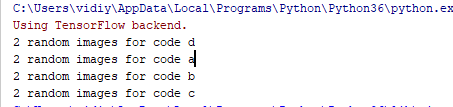 C:\Users\vidiy\AppData\Local\Programs\Python\Python36\python.ex
Using TensorFlow backend.
2 random images for code d
2 random images for code a
2 random images for code b
2 random images for code c